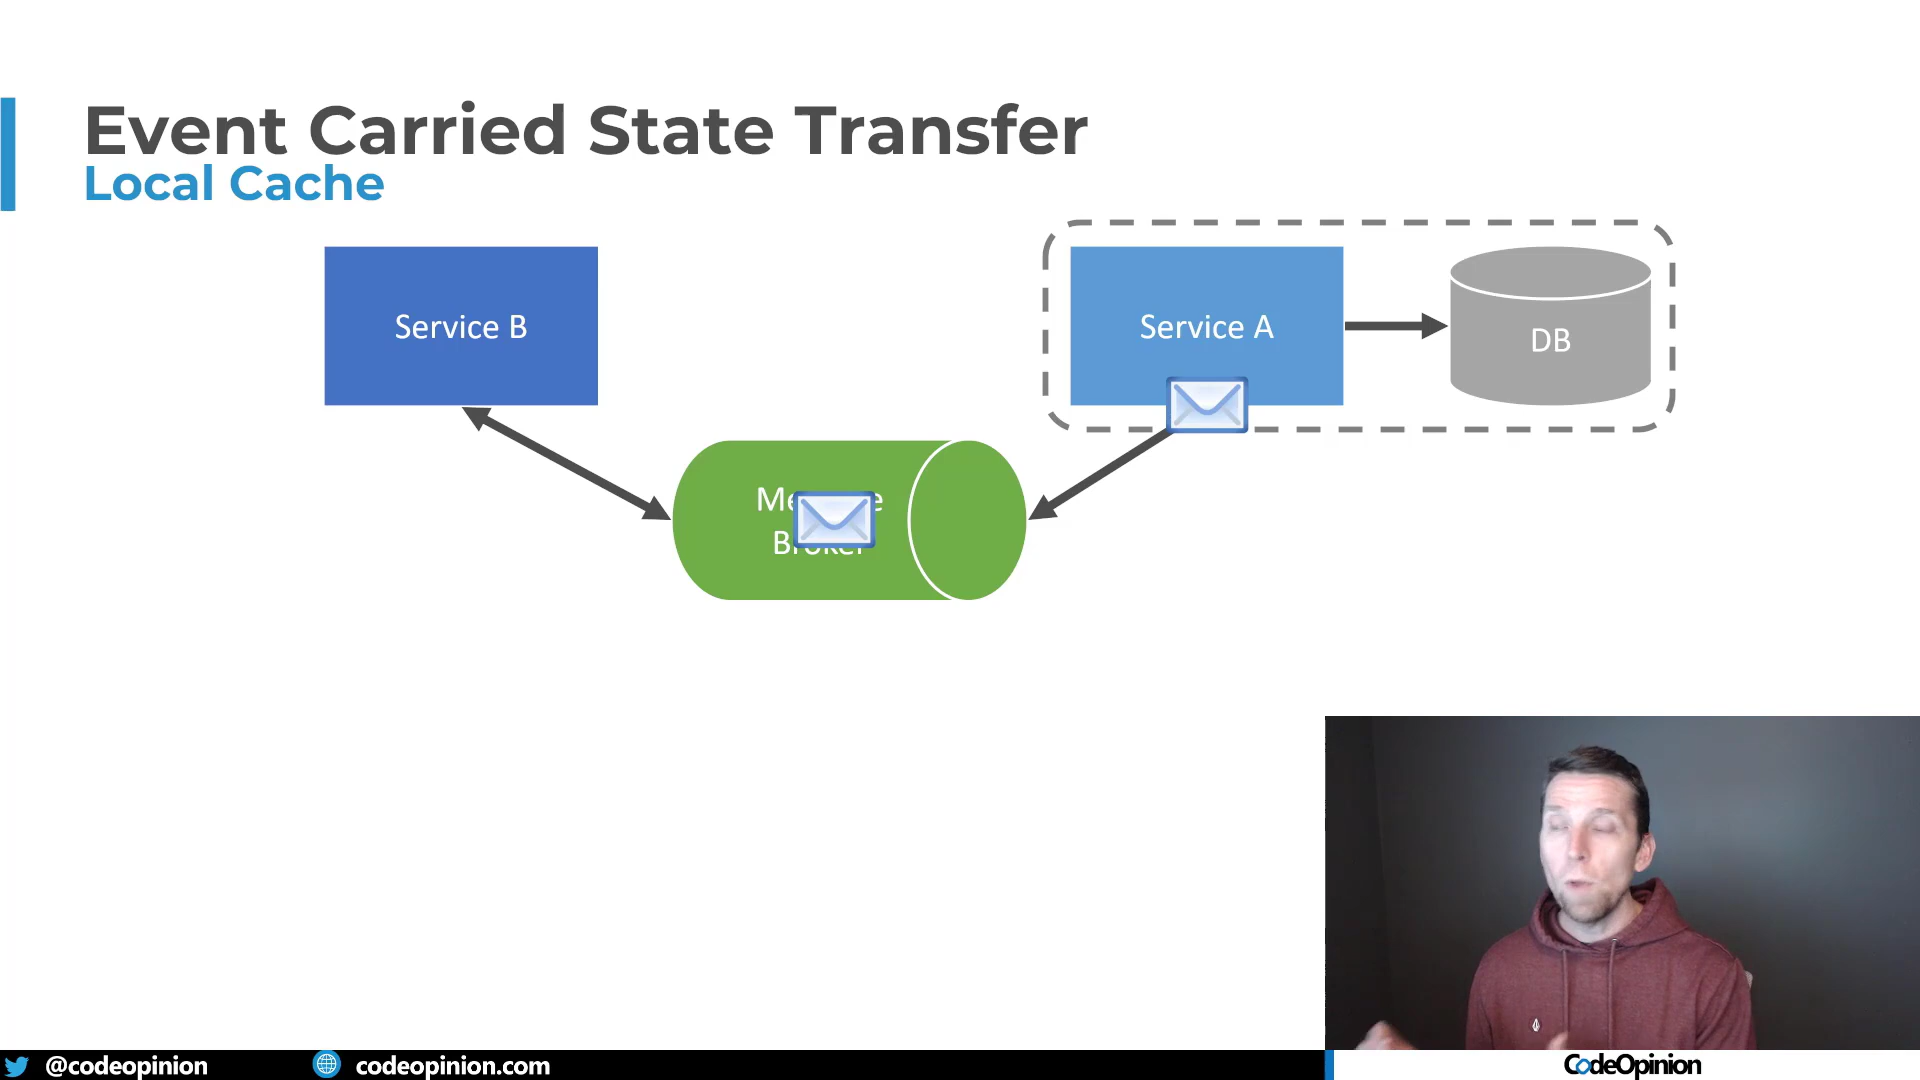 Event Carried State Transfer
Local Cache
Service B
Service A
DB
@codeopinion
codeopinion.com
CodeOpinion